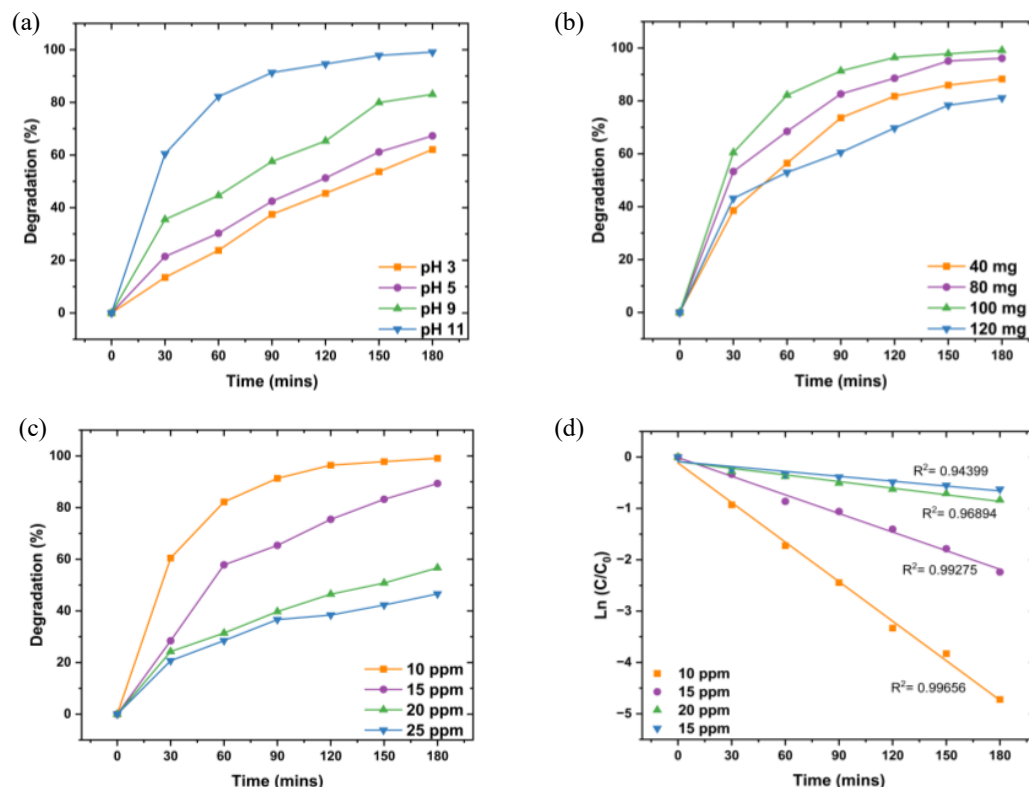 (a)
100
80
60
40
20
0
Degradation (%)
pH 3
pH 5
pH 9
pH 11
0 30 60 90 120 150 180
Time (mins)
(b)
100
80
60
40
20
0
Degradation (%)
40 mg
80 mg
100 mg
120 mg
0 30 60 90 120 150 180
Time (mins)
(c)
100
80
60
40
20
0
Degradation (%)
10 ppm
15 ppm
20 ppm
25 ppm
0 30 60 90 120 150 180
Time (mins)
(d)
0
−1
−2
−3
−4
−5
Ln (C/C₀)
R²= 0.94399
R²= 0.96894
R²= 0.99275
R²= 0.99656
10 ppm
15 ppm
20 ppm
15 ppm
0 30 60 90 120 150 180
Time (mins)